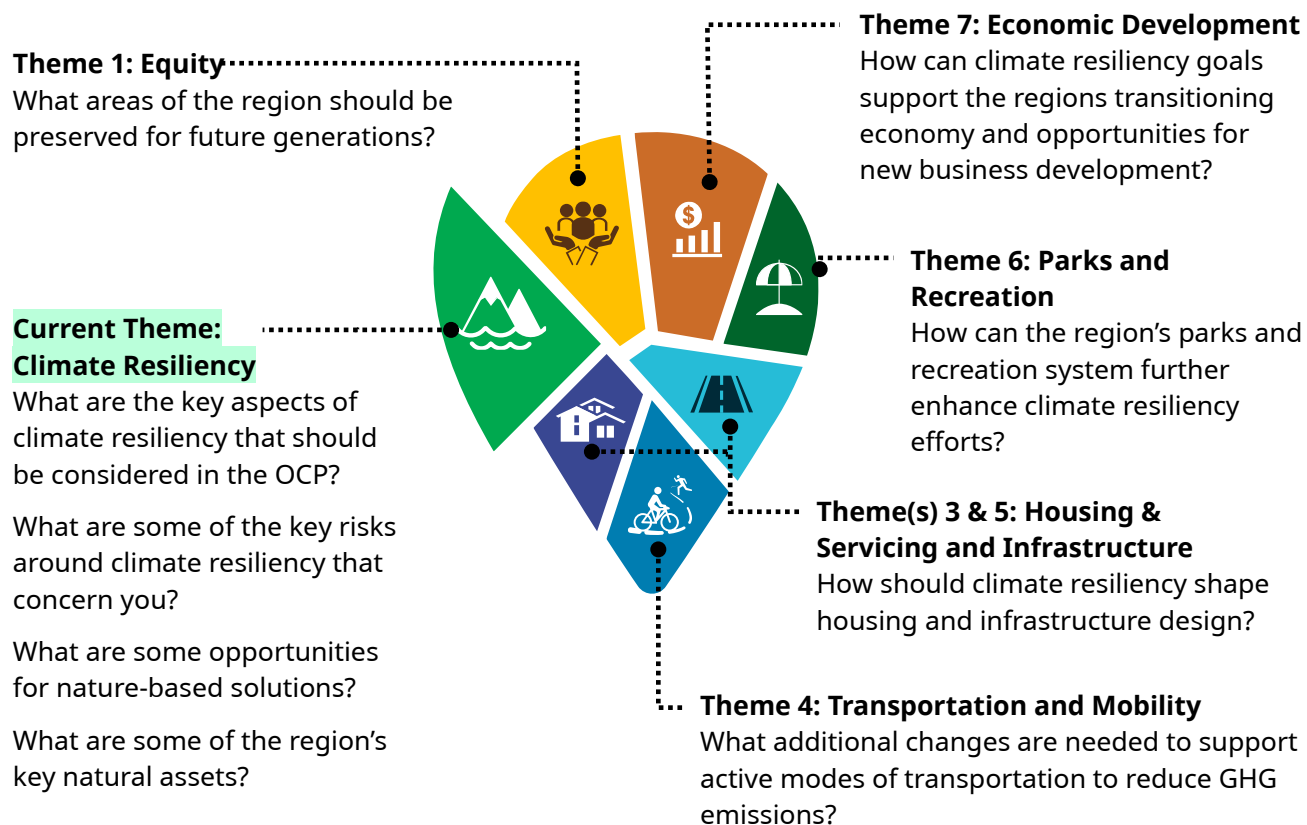 Theme 1: Equity
What areas of the region should be
preserved for future generations?
Theme 7: Economic Development
How can climate resiliency goals
support the regions transitioning
economy and opportunities for
new business development?
$
Theme 6: Parks and
Recreation
How can the region’s parks and
recreation system further
enhance climate resiliency
efforts?
Current Theme:
Climate Resiliency
What are the key aspects of
climate resiliency that should
be considered in the OCP?
What are some of the key risks
around climate resiliency that
concern you?
What are some opportunities
for nature-based solutions?
What are some of the region’s
key natural assets?
Theme(s) 3 & 5: Housing &
Servicing and Infrastructure
How should climate resiliency shape
housing and infrastructure design?
Theme 4: Transportation and Mobility
What additional changes are needed to support
active modes of transportation to reduce GHG
emissions?